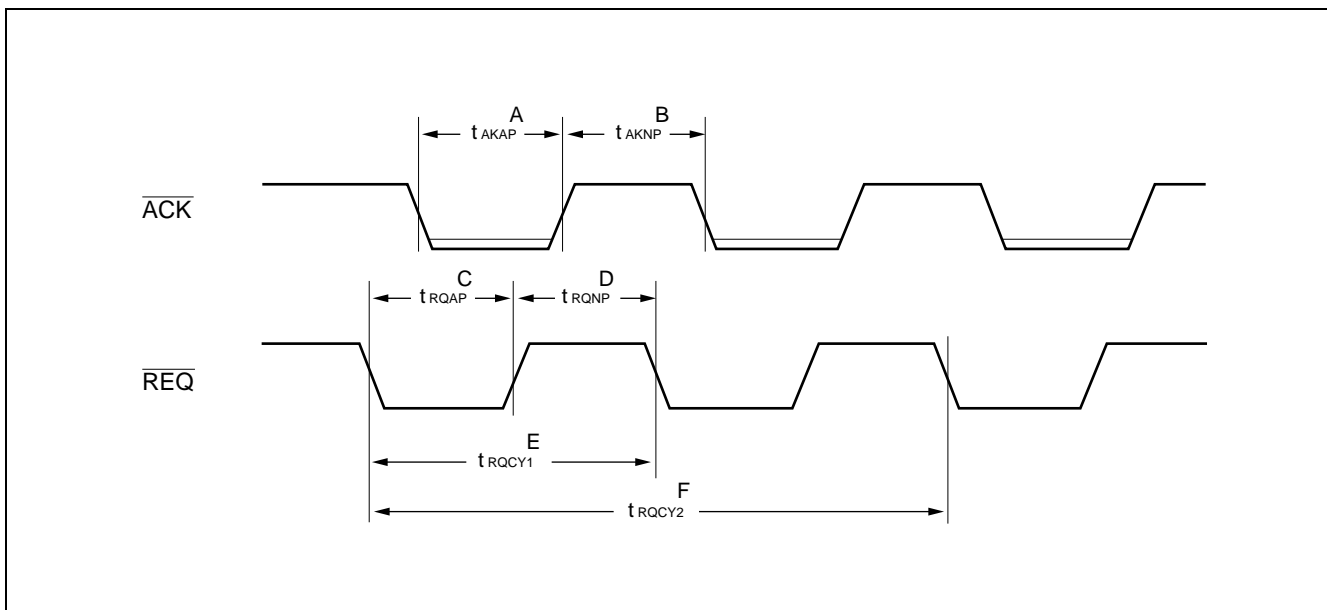 A B
t AKAP t AKNP
ACK
C D
t RQAP t RQNP
REQ
E
t RQCY1
F
t RQCY2